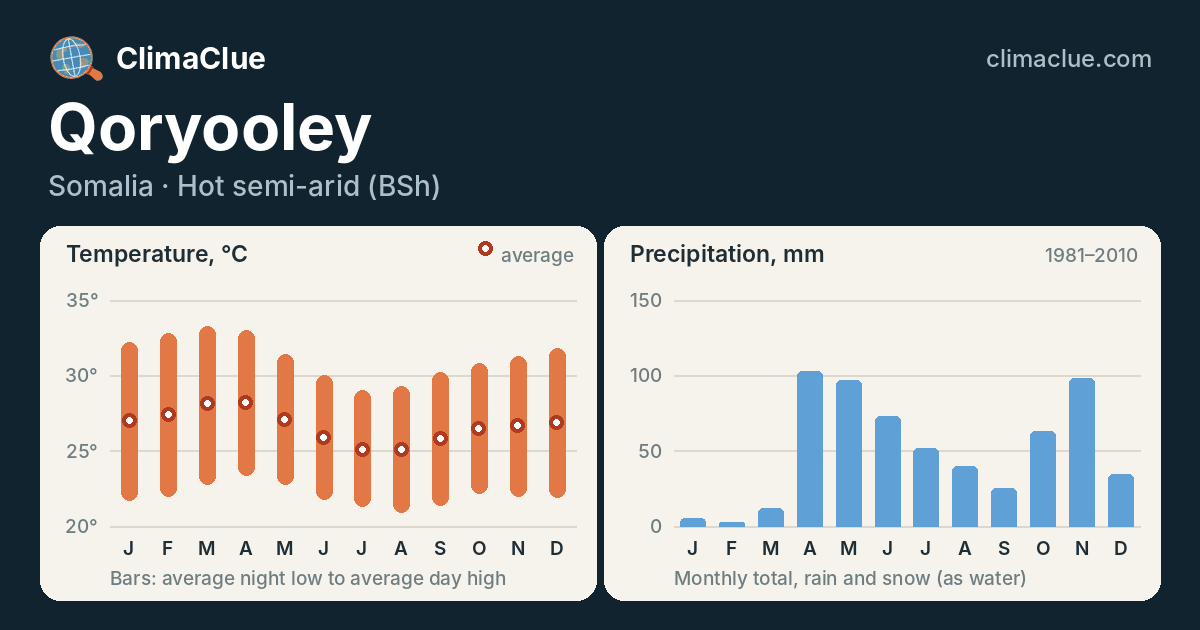 ClimaClue
climaclue.com
Qoryooley
Somalia · Hot semi-arid (BSh)
Temperature, °C
average
35°
30°
25°
20°
J F M A M J J A S O N D
Bars: average night low to average day high
Precipitation, mm
1981–2010
150
100
50
0
J F M A M J J A S O N D
Monthly total, rain and snow (as water)